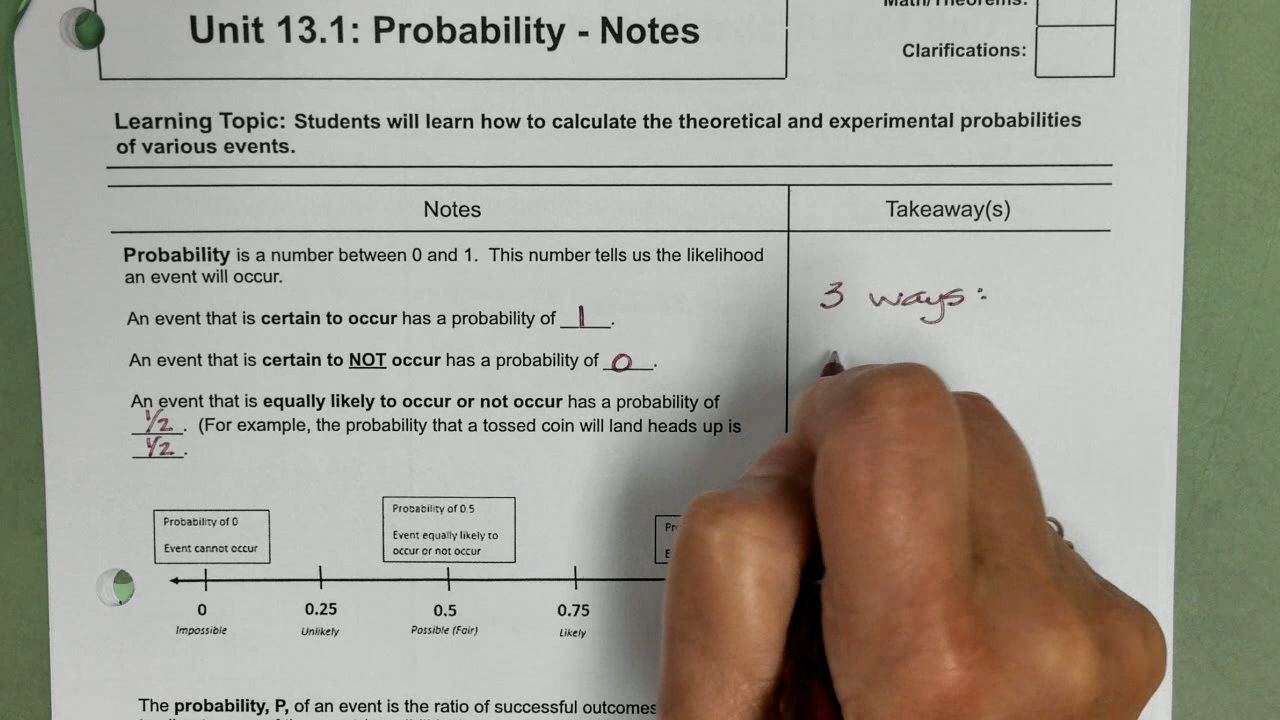 Unit 13.1: Probability - Notes
Math/Theorems:
Clarifications:
Learning Topic: Students will learn how to calculate the theoretical and experimental probabilities
of various events.
Notes
Takeaway(s)
Probability is a number between 0 and 1. This number tells us the likelihood
an event will occur.
An event that is certain to occur has a probability of 1.
An event that is certain to NOT occur has a probability of 0.
An event that is equally likely to occur or not occur has a probability of
1/2. (For example, the probability that a tossed coin will land heads up is
1/2.
3 ways:
Probability of 0
Event cannot occur
Probability of 0.5
Event equally likely to
occur or not occur
0 0.25 0.5 0.75
Impossible Unlikely Possible (Fair) Likely
The probability, P, of an event is the ratio of successful outcomes